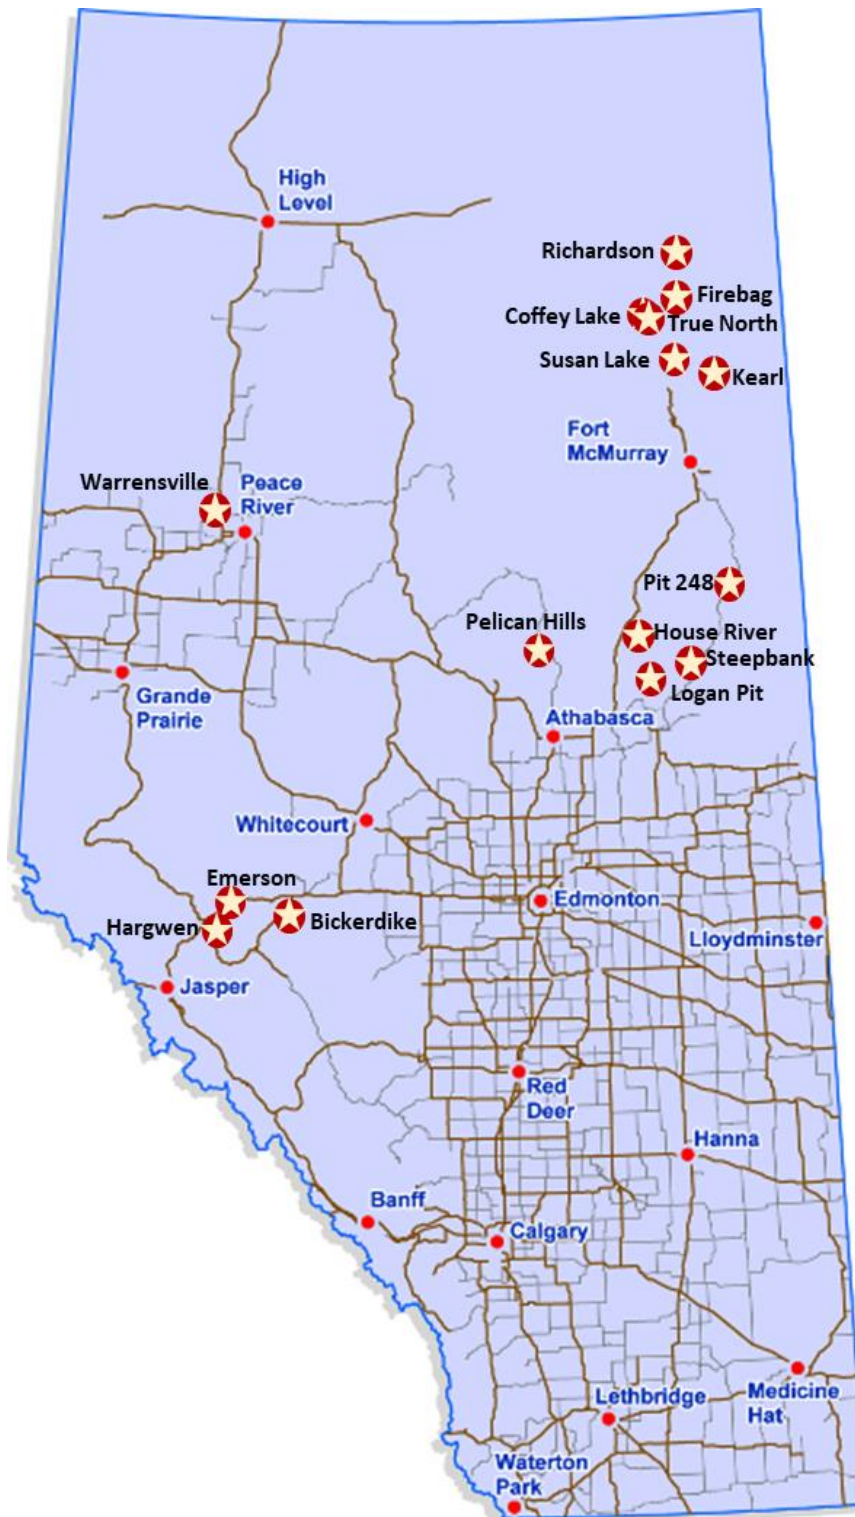 High
Level
Richardson
Firebag
Coffey Lake
True North
Susan Lake
Kearl
Fort
McMurray
Warrensville
Peace
River
Pit 248
Pelican Hills
House River
Steepbank
Logan Pit
Grande
Prairie
Athabasca
Whitecourt
Emerson
Edmonton
Hargwen
Bickerdike
Lloydminster
Jasper
Red
Deer
Hanna
Banff
Calgary
Lethbridge
Medicine
Hat
Waterton
Park